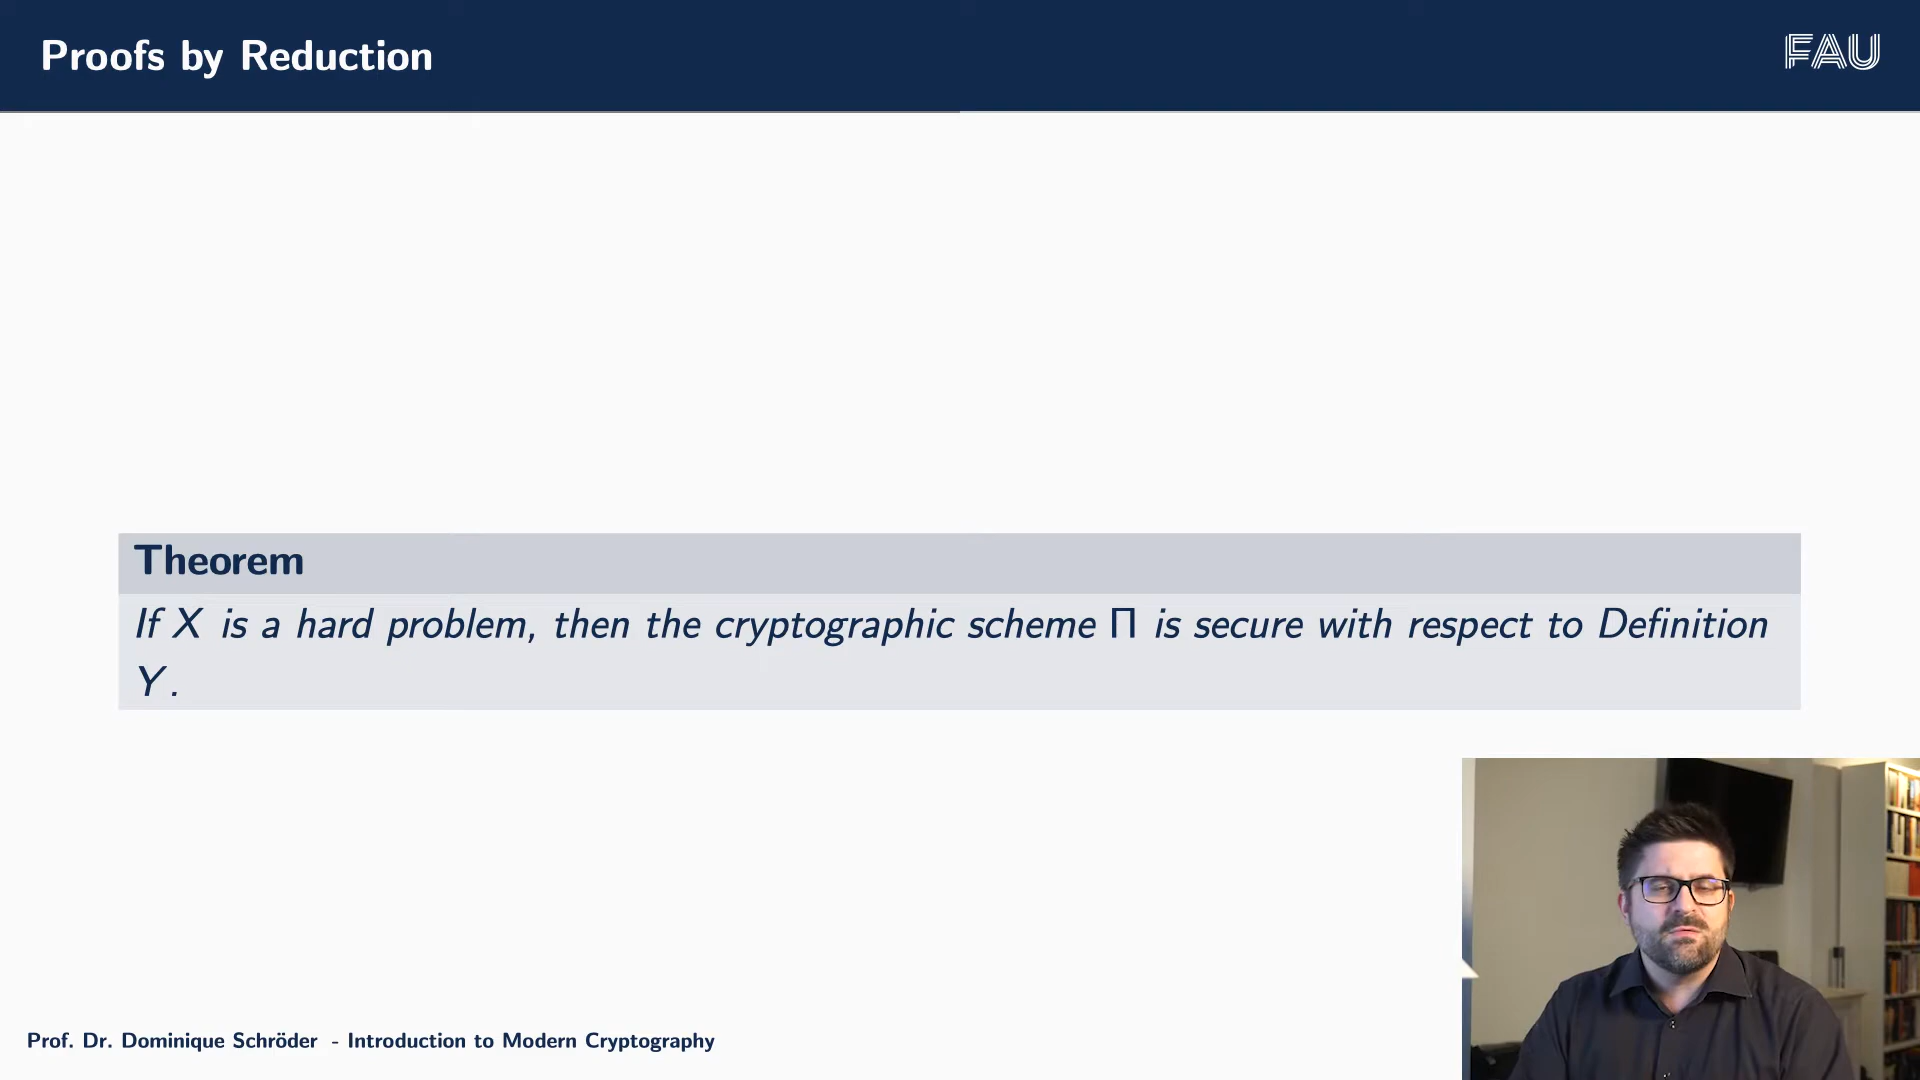 Proofs by Reduction
FAU
Theorem
If X is a hard problem, then the cryptographic scheme Π is secure with respect to Definition
Y.
Prof. Dr. Dominique Schröder - Introduction to Modern Cryptography